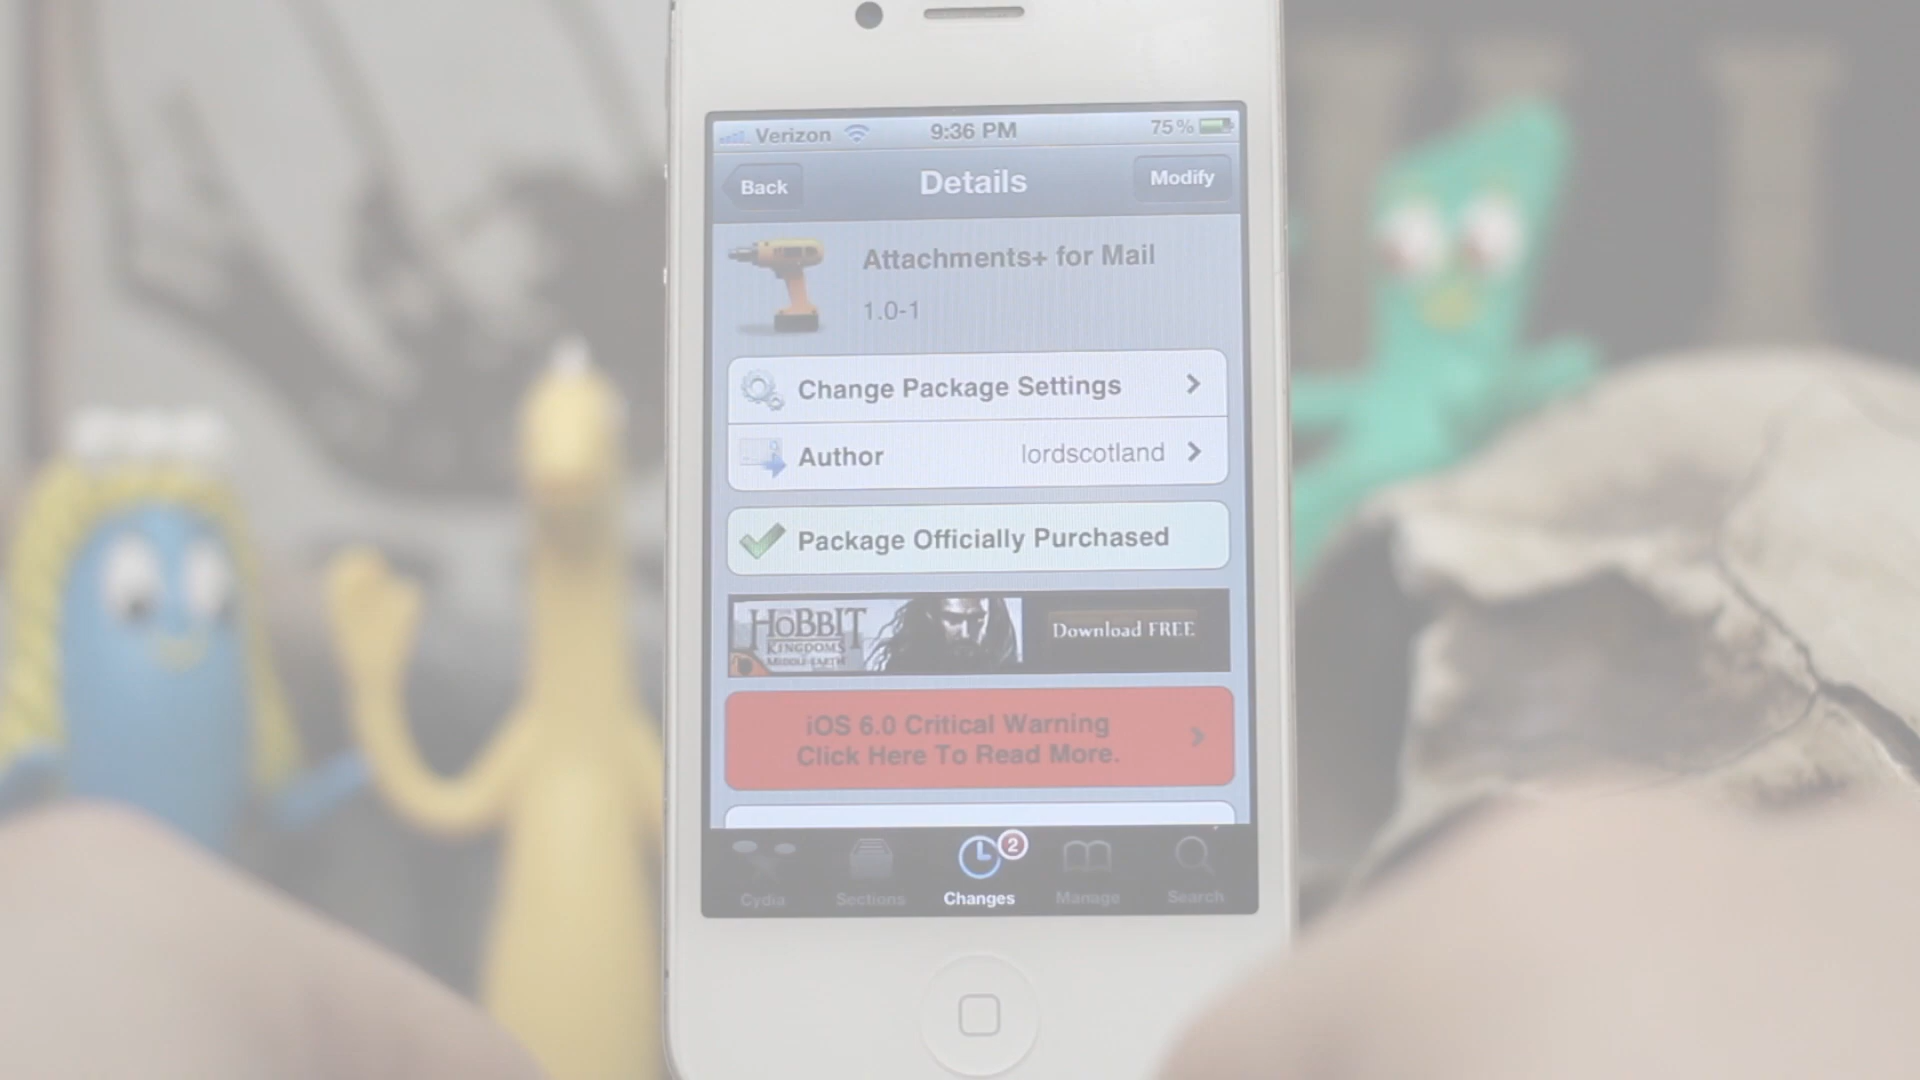 Verizon 9:36 PM 75%
Back Details Modify
Attachments+ for Mail
1.0-1
Change Package Settings
Author lordscotland
Package Officially Purchased
HOBBIT
KINGDOMS
MIDDLE-EARTH
Download FREE
iOS 6.0 Critical Warning
Click Here To Read More.
2
Cydia Sections Changes Manage Search